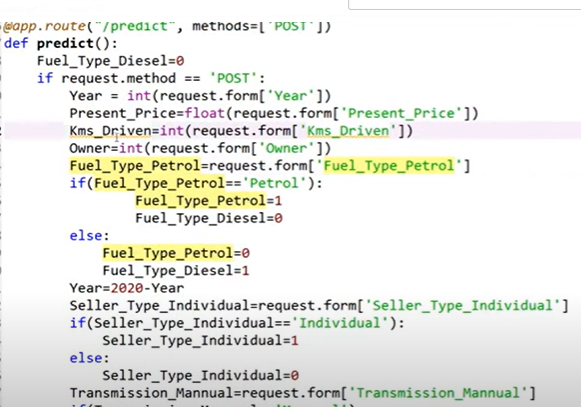 @app.route("/predict", methods=['POST'])
def predict():
    Fuel_Type_Diesel=0
    if request.method == 'POST':
        Year = int(request.form['Year'])
        Present_Price=float(request.form['Present_Price'])
        Kms_Driven=int(request.form['Kms_Driven'])
        Owner=int(request.form['Owner'])
        Fuel_Type_Petrol=request.form['Fuel_Type_Petrol']
        if(Fuel_Type_Petrol=='Petrol'):
                Fuel_Type_Petrol=1
                Fuel_Type_Diesel=0
        else:
            Fuel_Type_Petrol=0
            Fuel_Type_Diesel=1
        Year=2020-Year
        Seller_Type_Individual=request.form['Seller_Type_Individual']
        if(Seller_Type_Individual=='Individual'):
            Seller_Type_Individual=1
        else:
            Seller_Type_Individual=0
        Transmission_Mannual=request.form['Transmission_Mannual']